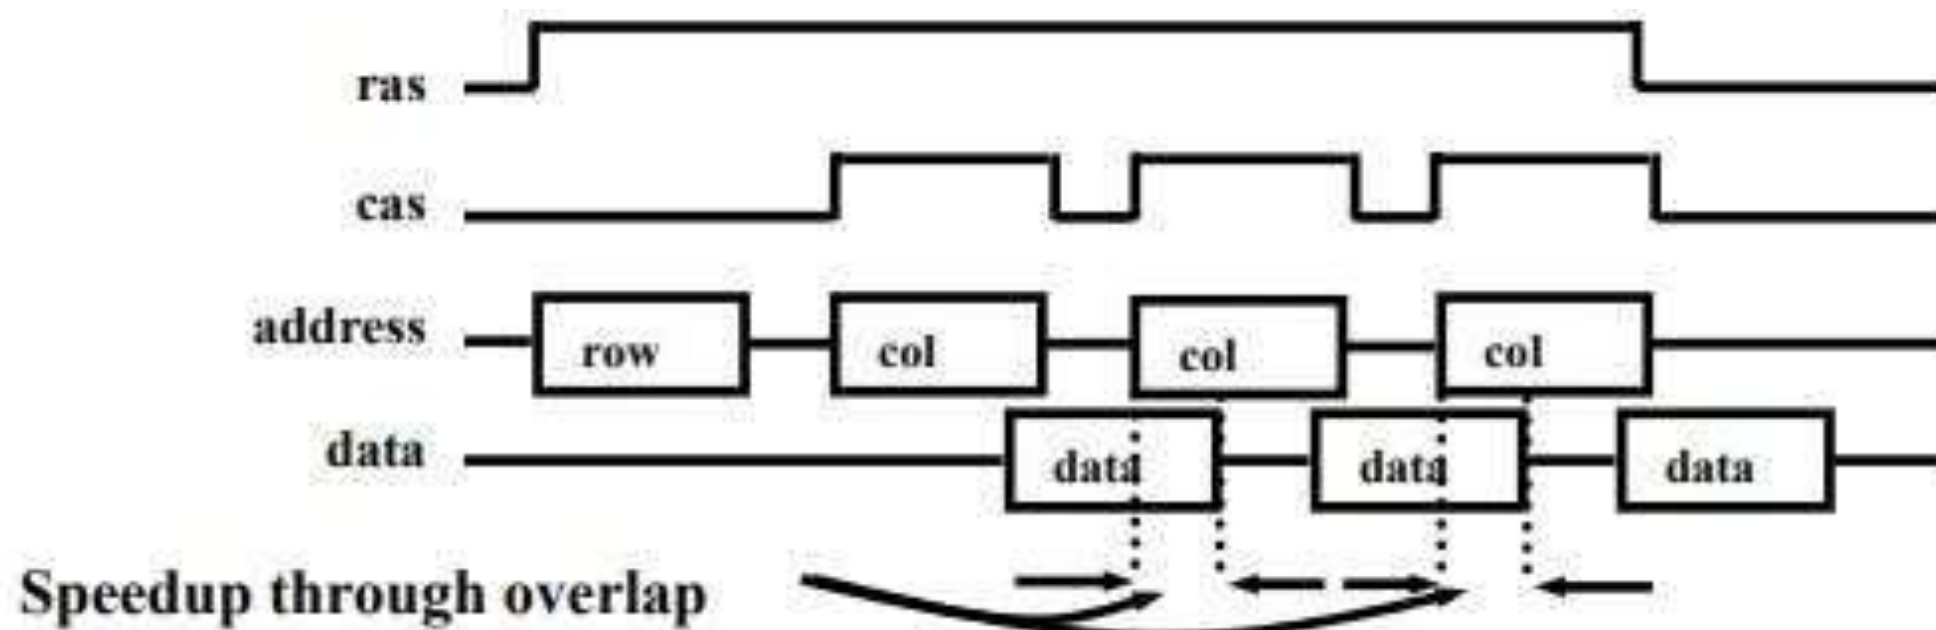 ras
cas
address row col col col
data data data data
Speedup through overlap